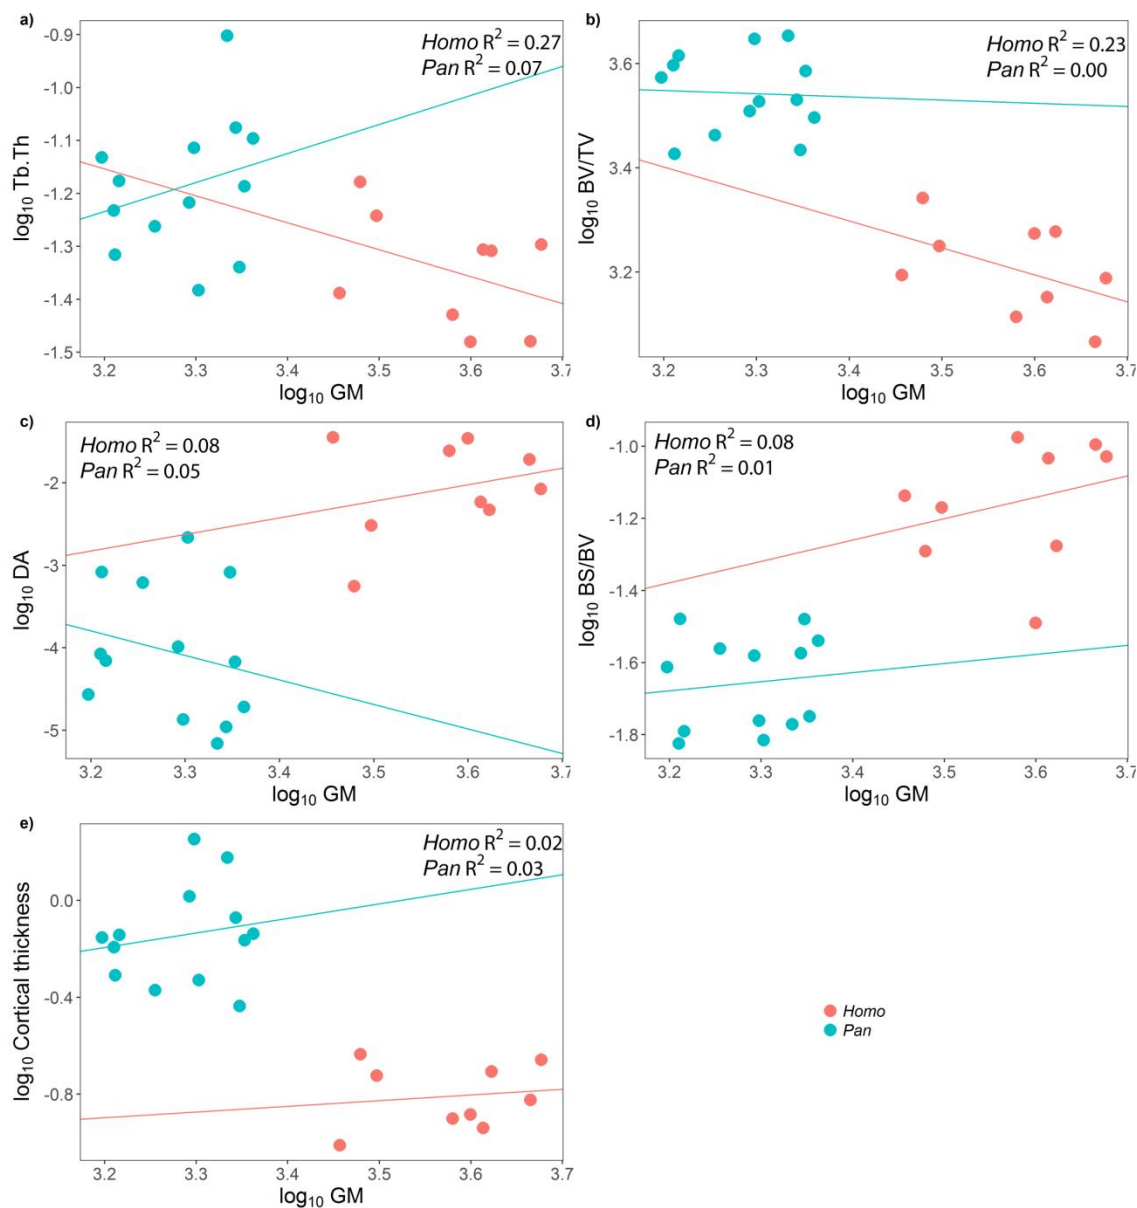 a)
Homo R² = 0.27
Pan R² = 0.07
log₁₀ Tb.Th
-0.9
-1.0
-1.1
-1.2
-1.3
-1.4
-1.5
3.2 3.3 3.4 3.5 3.6 3.7
log₁₀ GM
b)
Homo R² = 0.23
Pan R² = 0.00
log₁₀ BV/TV
3.6
3.4
3.2
3.2 3.3 3.4 3.5 3.6 3.7
log₁₀ GM
c)
Homo R² = 0.08
Pan R² = 0.05
log₁₀ DA
-2
-3
-4
-5
3.2 3.3 3.4 3.5 3.6 3.7
log₁₀ GM
d)
Homo R² = 0.08
Pan R² = 0.01
log₁₀ BS/BV
-1.0
-1.2
-1.4
-1.6
-1.8
3.2 3.3 3.4 3.5 3.6 3.7
log₁₀ GM
e)
Homo R² = 0.02
Pan R² = 0.03
log₁₀ Cortical thickness
0.0
-0.4
-0.8
3.2 3.3 3.4 3.5 3.6 3.7
log₁₀ GM
Homo
Pan